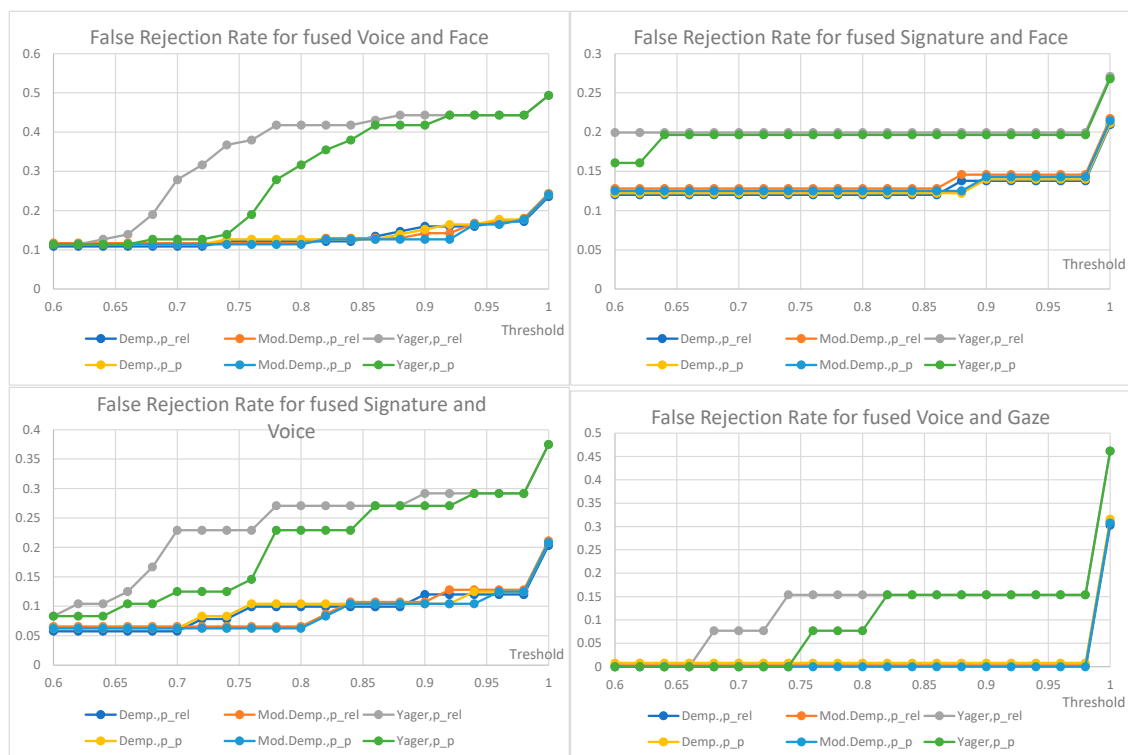 False Rejection Rate for fused Voice and Face
0.6
0.5
0.4
0.3
0.2
0.1
0
0.6 0.65 0.7 0.75 0.8 0.85 0.9 0.95 1
Threshold
Demp.,p_rel Mod.Demp.,p_rel Yager,p_rel
Demp.,p_p Mod.Demp.,p_p Yager,p_p
False Rejection Rate for fused Signature and Face
0.3
0.25
0.2
0.15
0.1
0.05
0
Threshold
0.6 0.65 0.7 0.75 0.8 0.85 0.9 0.95 1
Demp.,p_rel Mod.Demp.,p_rel Yager,p_rel
Demp.,p_p Mod.Demp.,p_p Yager,p_p
False Rejection Rate for fused Signature and
Voice
0.4
0.35
0.3
0.25
0.2
0.15
0.1
0.05
0
Treshold
0.6 0.65 0.7 0.75 0.8 0.85 0.9 0.95 1
Demp.,p_rel Mod.Demp.,p_rel Yager,p_rel
Demp.,p_p Mod.Demp.,p_p Yager,p_p
False Rejection Rate for fused Voice and Gaze
0.5
0.45
0.4
0.35
0.3
0.25
0.2
0.15
0.1
0.05
0
0.6 0.65 0.7 0.75 0.8 0.85 0.9 0.95 1
Threshold
Demp.,p_rel Mod.Demp.,p_rel Yager,p_rel
Demp.,p_p Mod.Demp.,p_p Yager,p_p